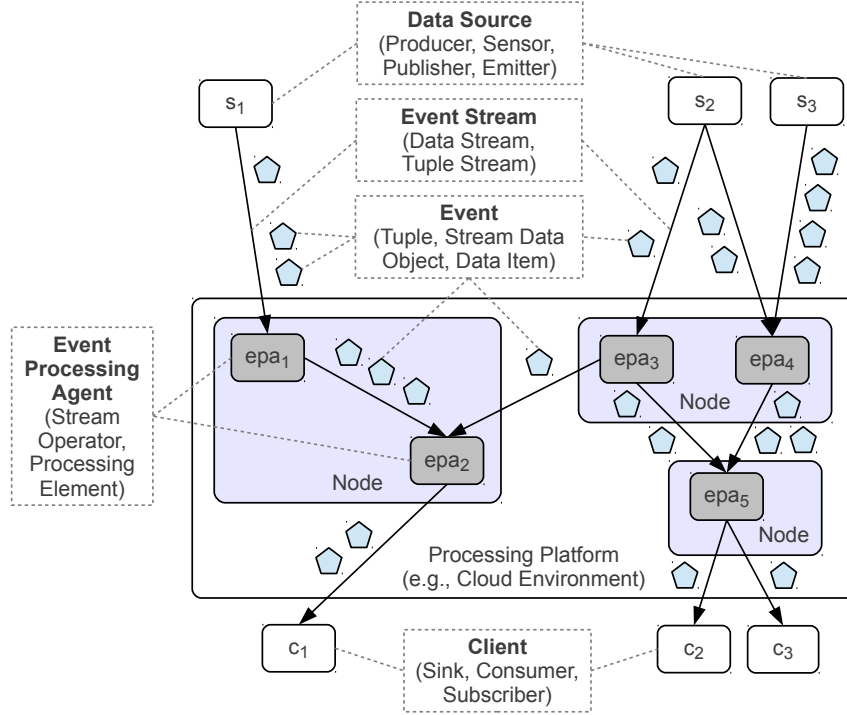 Data Source
(Producer, Sensor,
Publisher, Emitter)
s1
s2
s3
Event Stream
(Data Stream,
Tuple Stream)
Event
(Tuple, Stream Data
Object, Data Item)
Event
Processing
Agent
(Stream
Operator,
Processing
Element)
epa1
epa3
epa4
Node
epa2
Node
epa5
Node
Processing Platform
(e.g., Cloud Environment)
c1
Client
(Sink, Consumer,
Subscriber)
c2
c3